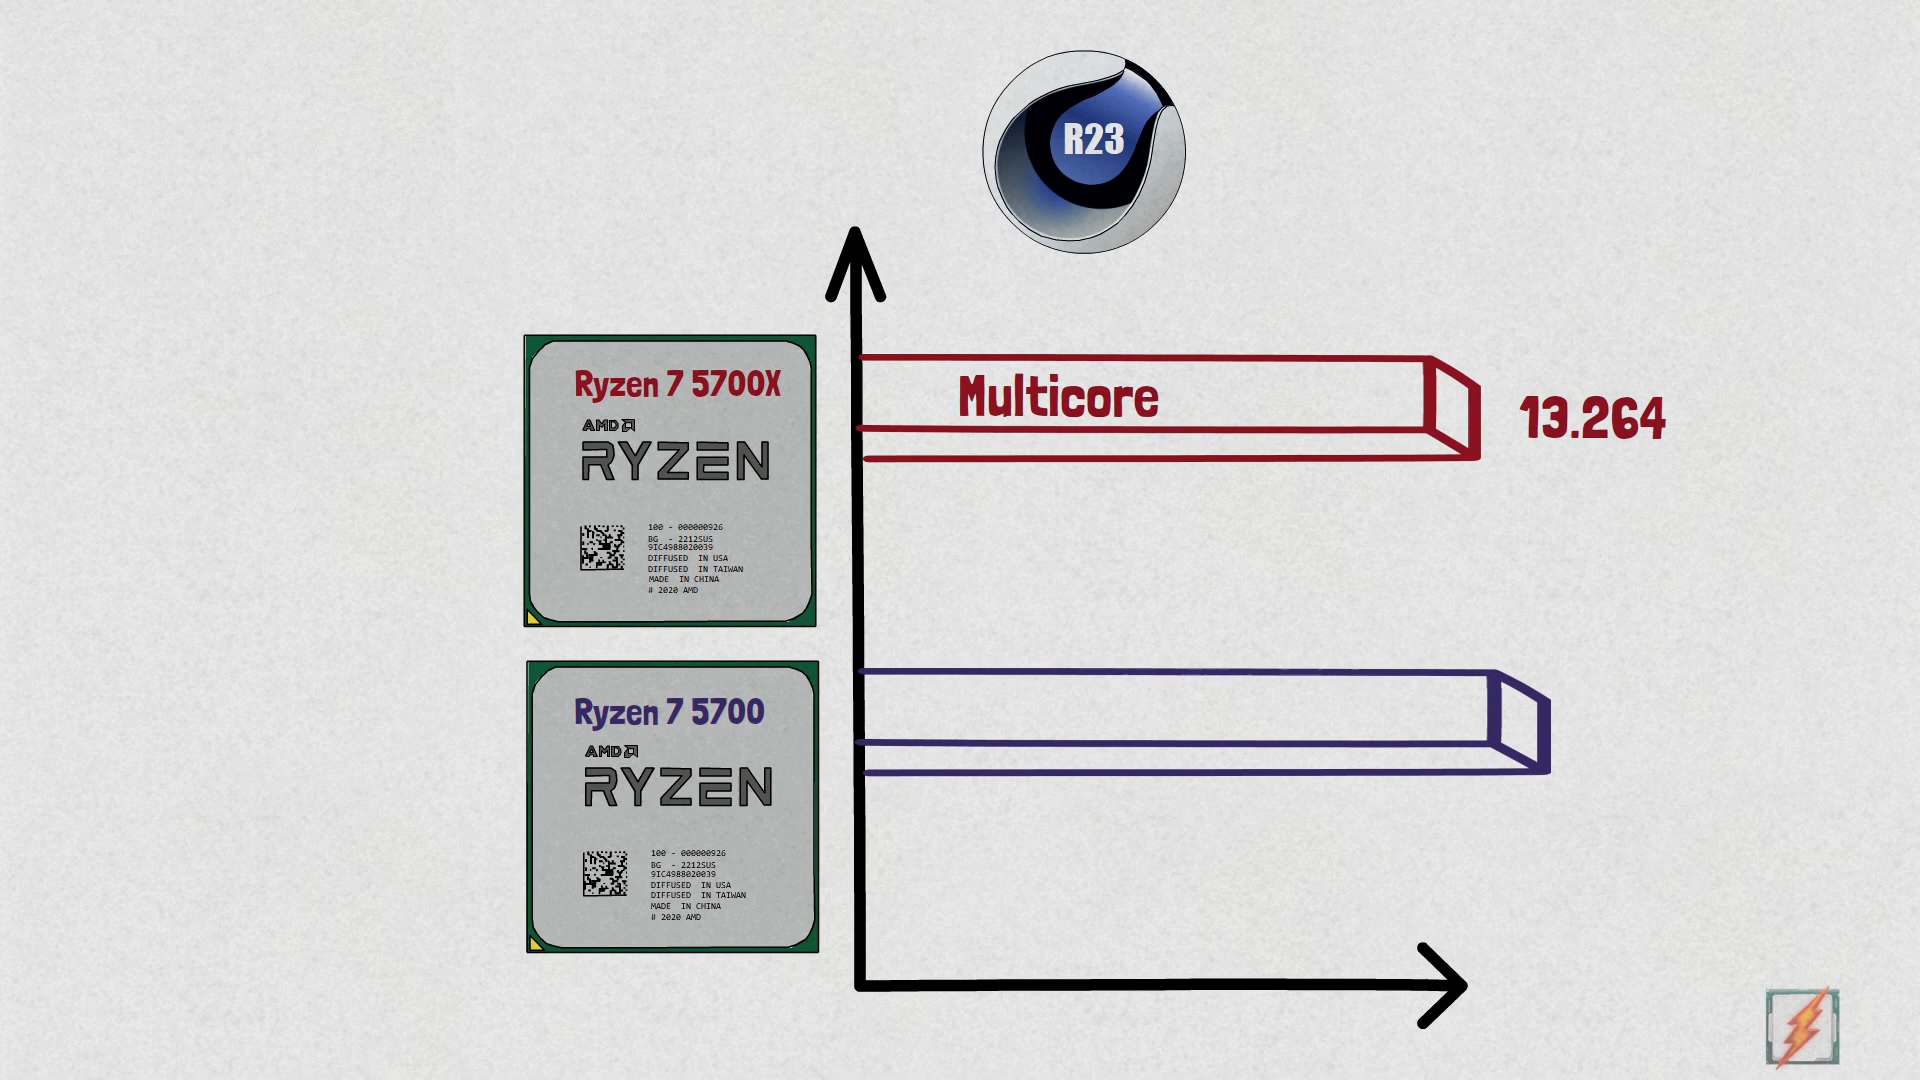 R23
Ryzen 7 5700X
AMD
RYZEN
100 - 000000926
BG - 2212SUS
9IC4988020039
DIFFUSED IN USA
DIFFUSED IN TAIWAN
MADE IN CHINA
# 2020 AMD
Multicore
13.264
Ryzen 7 5700
AMD
RYZEN
100 - 000000926
BG - 2212SUS
9IC4988020039
DIFFUSED IN USA
DIFFUSED IN TAIWAN
MADE IN CHINA
# 2020 AMD